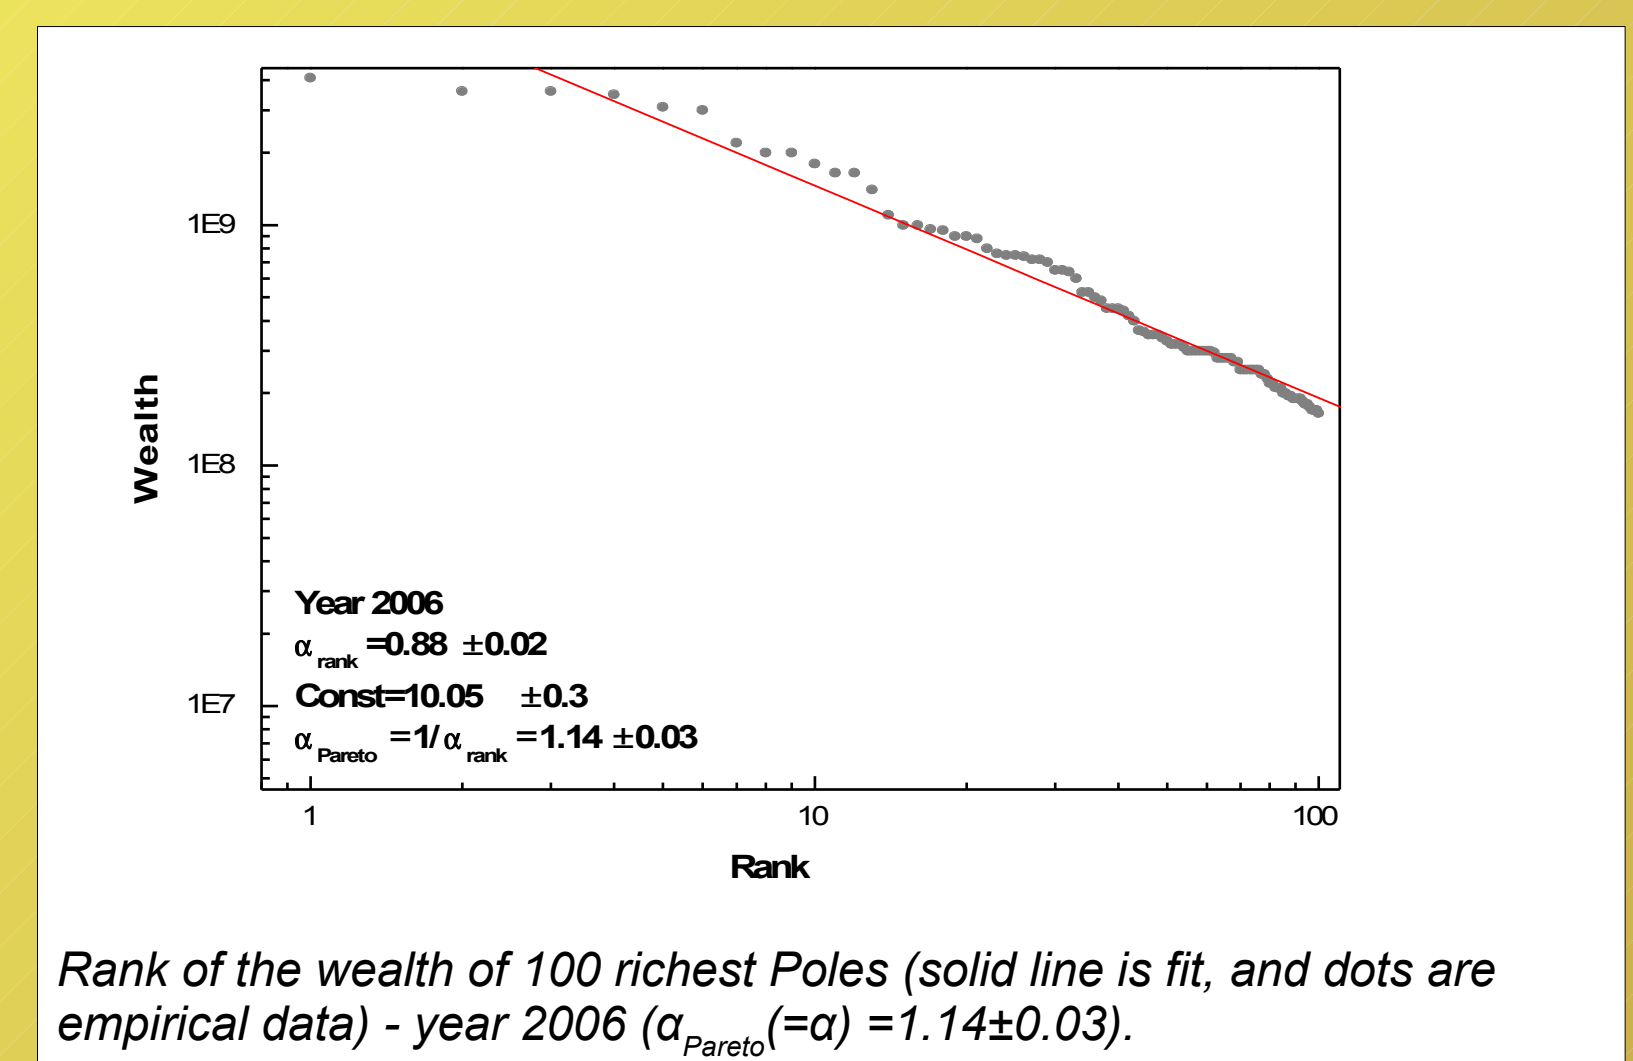 1E9
1E8
1E7
Wealth
Year 2006
α rank =0.88 ±0.02
Const=10.05 ±0.3
α Pareto =1/ α rank =1.14 ±0.03
1 10 100
Rank
Rank of the wealth of 100 richest Poles (solid line is fit, and dots are
empirical data) - year 2006 (αPareto(=α) =1.14±0.03).